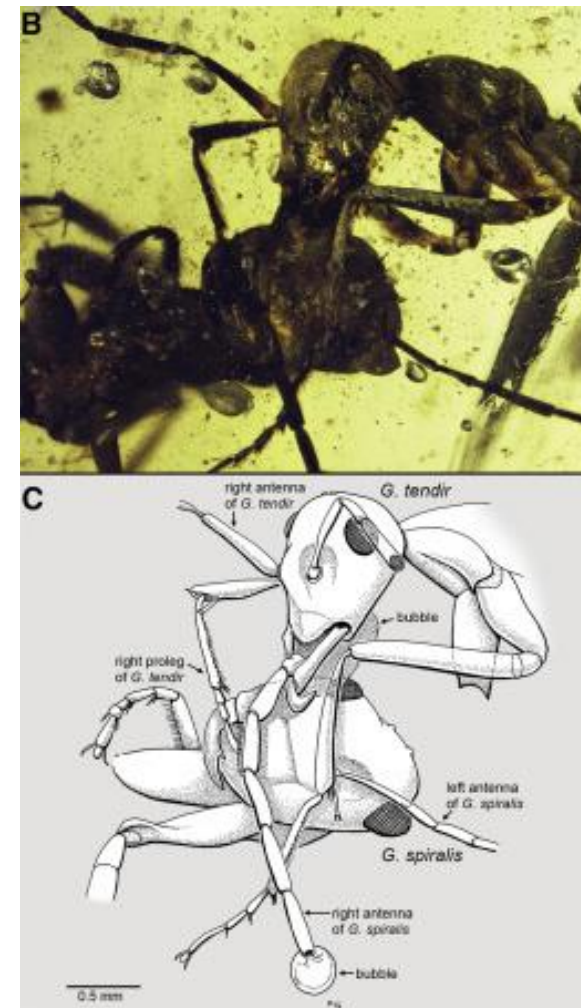 B
C
right antenna
of G. tendir
G. tendir
bubble
right proleg
of G. tendir
left antenna
of G. spiralis
G. spiralis
right antenna
of G. spiralis
bubble
0.5 mm